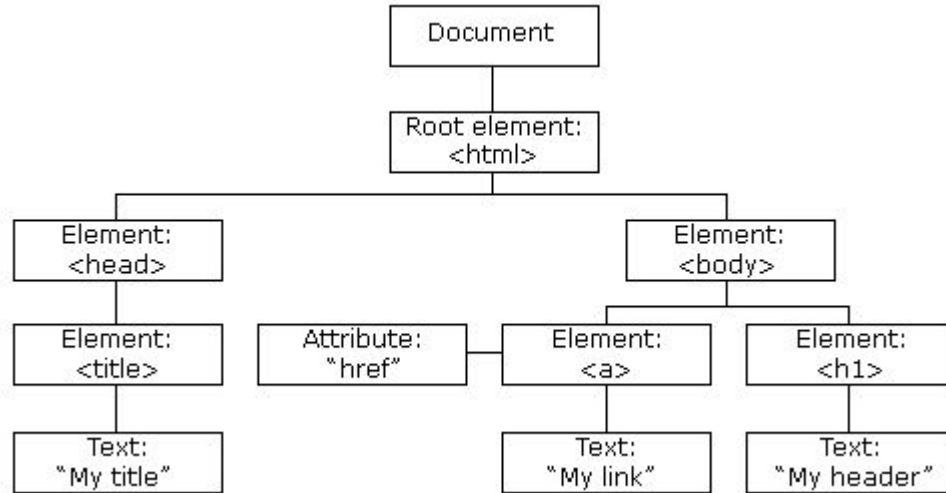 Document
Root element:
<html>
Element:
<head>
Element:
<body>
Element:
<title>
Attribute:
“href”
Element:
<a>
Element:
<h1>
Text:
“My title”
Text:
“My link”
Text:
“My header”